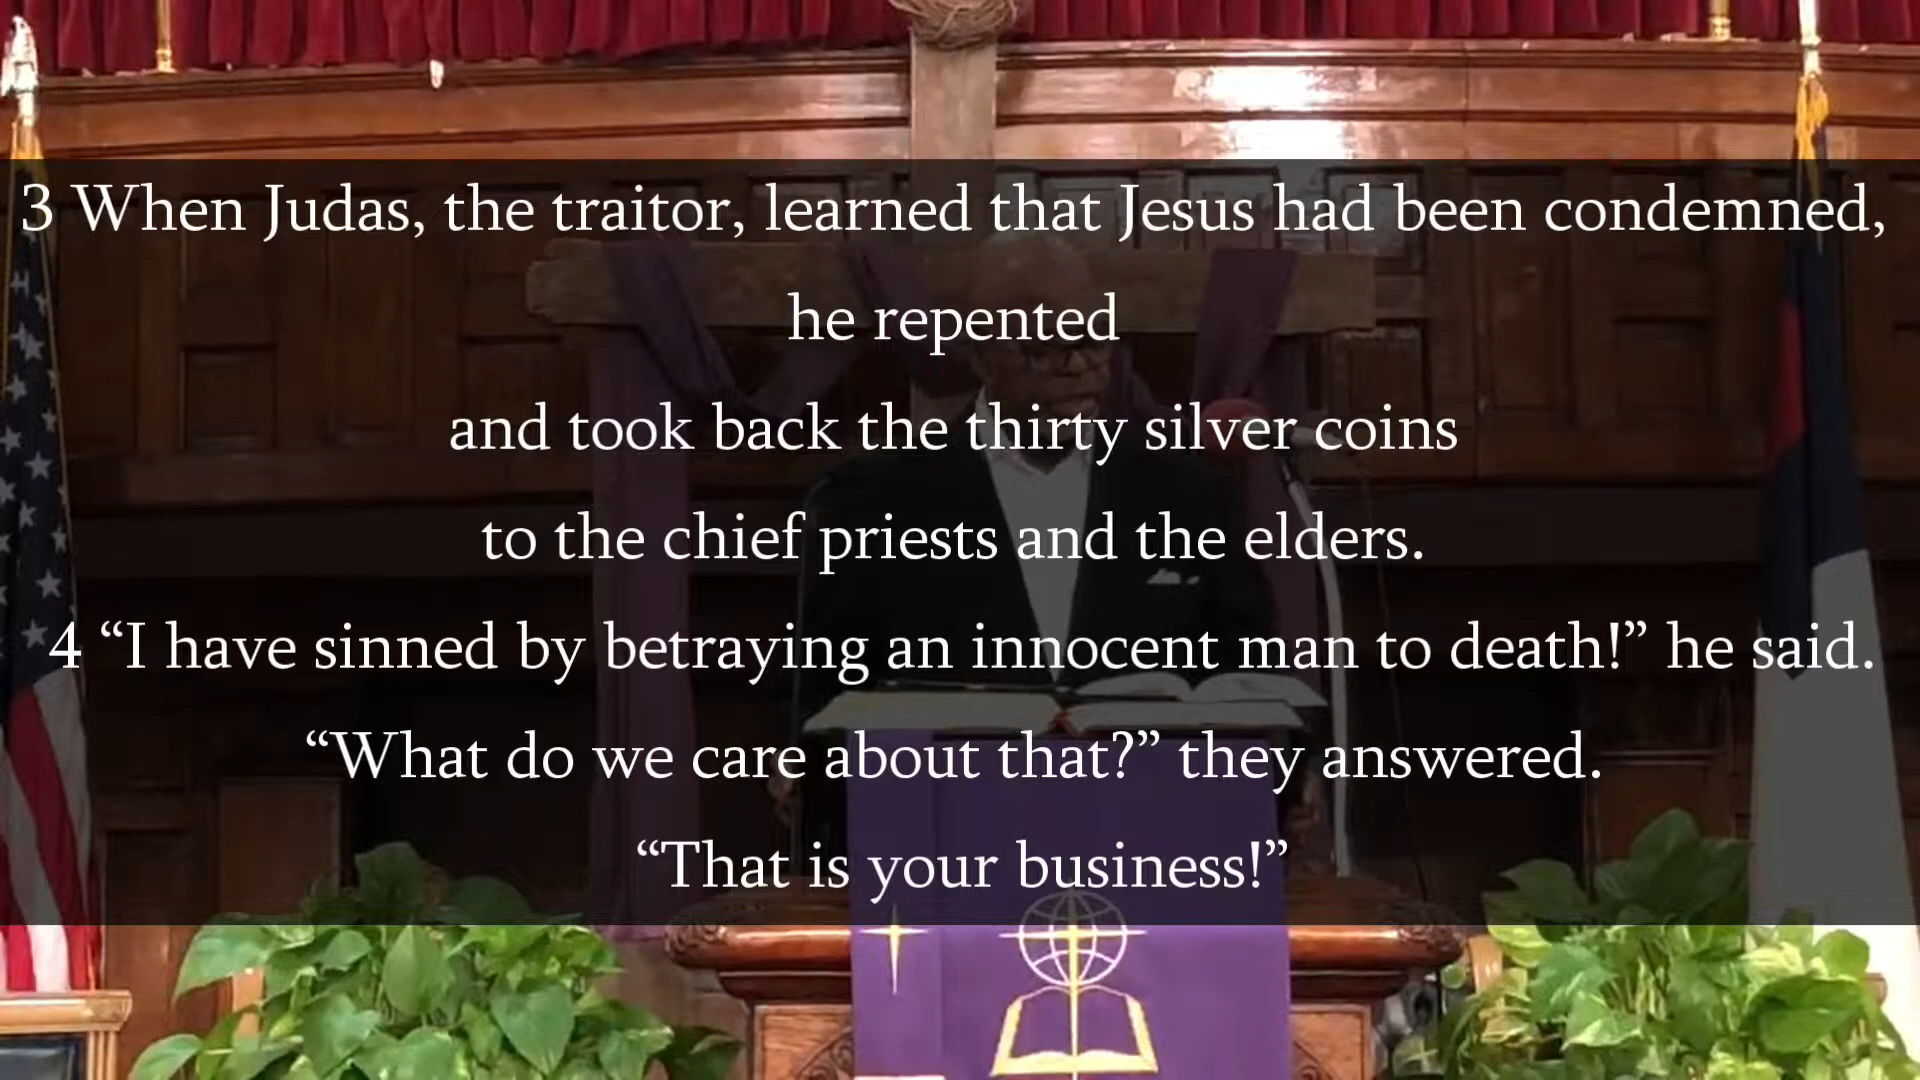 3 When Judas, the traitor, learned that Jesus had been condemned,
he repented
and took back the thirty silver coins
to the chief priests and the elders.
4 “I have sinned by betraying an innocent man to death!” he said.
“What do we care about that?” they answered.
“That is your business!”